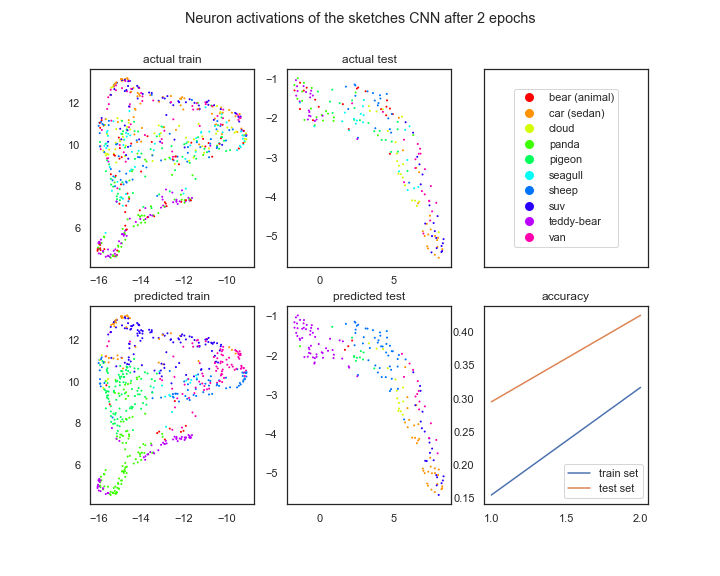 Neuron activations of the sketches CNN after 2 epochs
actual train
12
10
8
6
−16
−14
−12
−10
actual test
−1
−2
−3
−4
−5
0
5
bear (animal)
car (sedan)
cloud
panda
pigeon
seagull
sheep
suv
teddy-bear
van
predicted train
12
10
8
6
−16
−14
−12
−10
predicted test
−1
−2
−3
−4
−5
0
5
accuracy
0.40
0.35
0.30
0.25
0.20
0.15
train set
test set
1.0
1.5
2.0